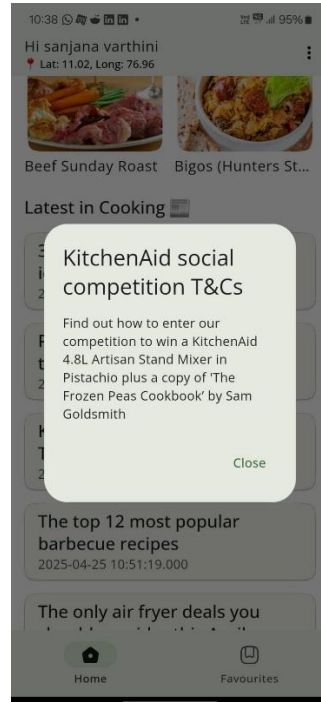 10:38 95%
Hi sanjana varthini
Lat: 11.02, Long: 76.96
Beef Sunday Roast Bigos (Hunters St...
Latest in Cooking
KitchenAid social
competition T&Cs
Find out how to enter our
competition to win a KitchenAid
4.8L Artisan Stand Mixer in
Pistachio plus a copy of 'The
Frozen Peas Cookbook' by Sam
Goldsmith
Close
The top 12 most popular
barbecue recipes
2025-04-25 10:51:19.000
The only air fryer deals you
Home Favourites